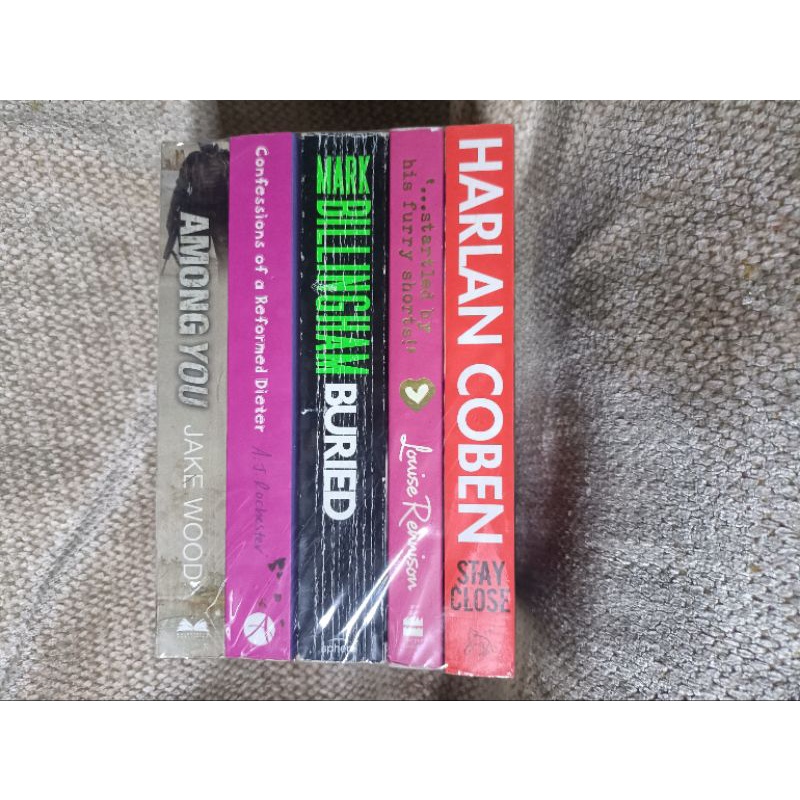 AMONG YOU
JAKE WOOD
Confessions of a Reformed Dieter
A.J. Rochester
MARK BILLINGHAM
BURIED
sphere
'...startled by
his furry shorts!'
Louise Rennison
HARLAN COBEN
STAY
CLOSE